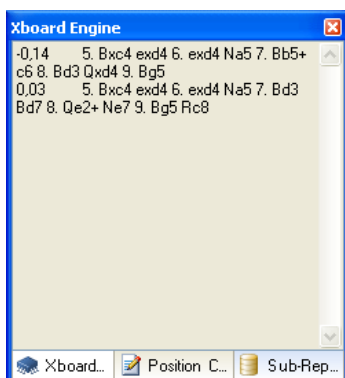 Xboard Engine
-0,14 5. Bxc4 exd4 6. exd4 Na5 7. Bb5+
c6 8. Bd3 Qxd4 9. Bg5
0,03 5. Bxc4 exd4 6. exd4 Na5 7. Bd3
Bd7 8. Qe2+ Ne7 9. Bg5 Rc8
Xboard... Position C... Sub-Rep...